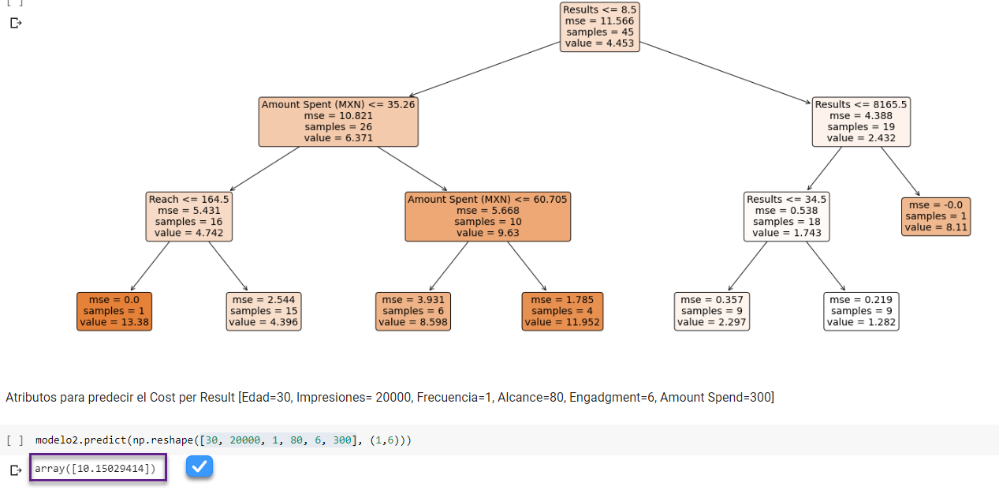 [ ]
Results <= 8.5
mse = 11.566
samples = 45
value = 4.453
Amount Spent (MXN) <= 35.26
mse = 10.821
samples = 26
value = 6.371
Results <= 8165.5
mse = 4.388
samples = 19
value = 2.432
Reach <= 164.5
mse = 5.431
samples = 16
value = 4.742
Amount Spent (MXN) <= 60.705
mse = 5.668
samples = 10
value = 9.63
Results <= 34.5
mse = 0.538
samples = 18
value = 1.743
mse = -0.0
samples = 1
value = 8.11
mse = 0.0
samples = 1
value = 13.38
mse = 2.544
samples = 15
value = 4.396
mse = 3.931
samples = 6
value = 8.598
mse = 1.785
samples = 4
value = 11.952
mse = 0.357
samples = 9
value = 2.297
mse = 0.219
samples = 9
value = 1.282
Atributos para predecir el Cost per Result [Edad=30, Impresiones= 20000, Frecuencia=1, Alcance=80, Engadgment=6, Amount Spend=300]
[ ] modelo2.predict(np.reshape([30, 20000, 1, 80, 6, 300], (1,6)))
array([10.15029414])